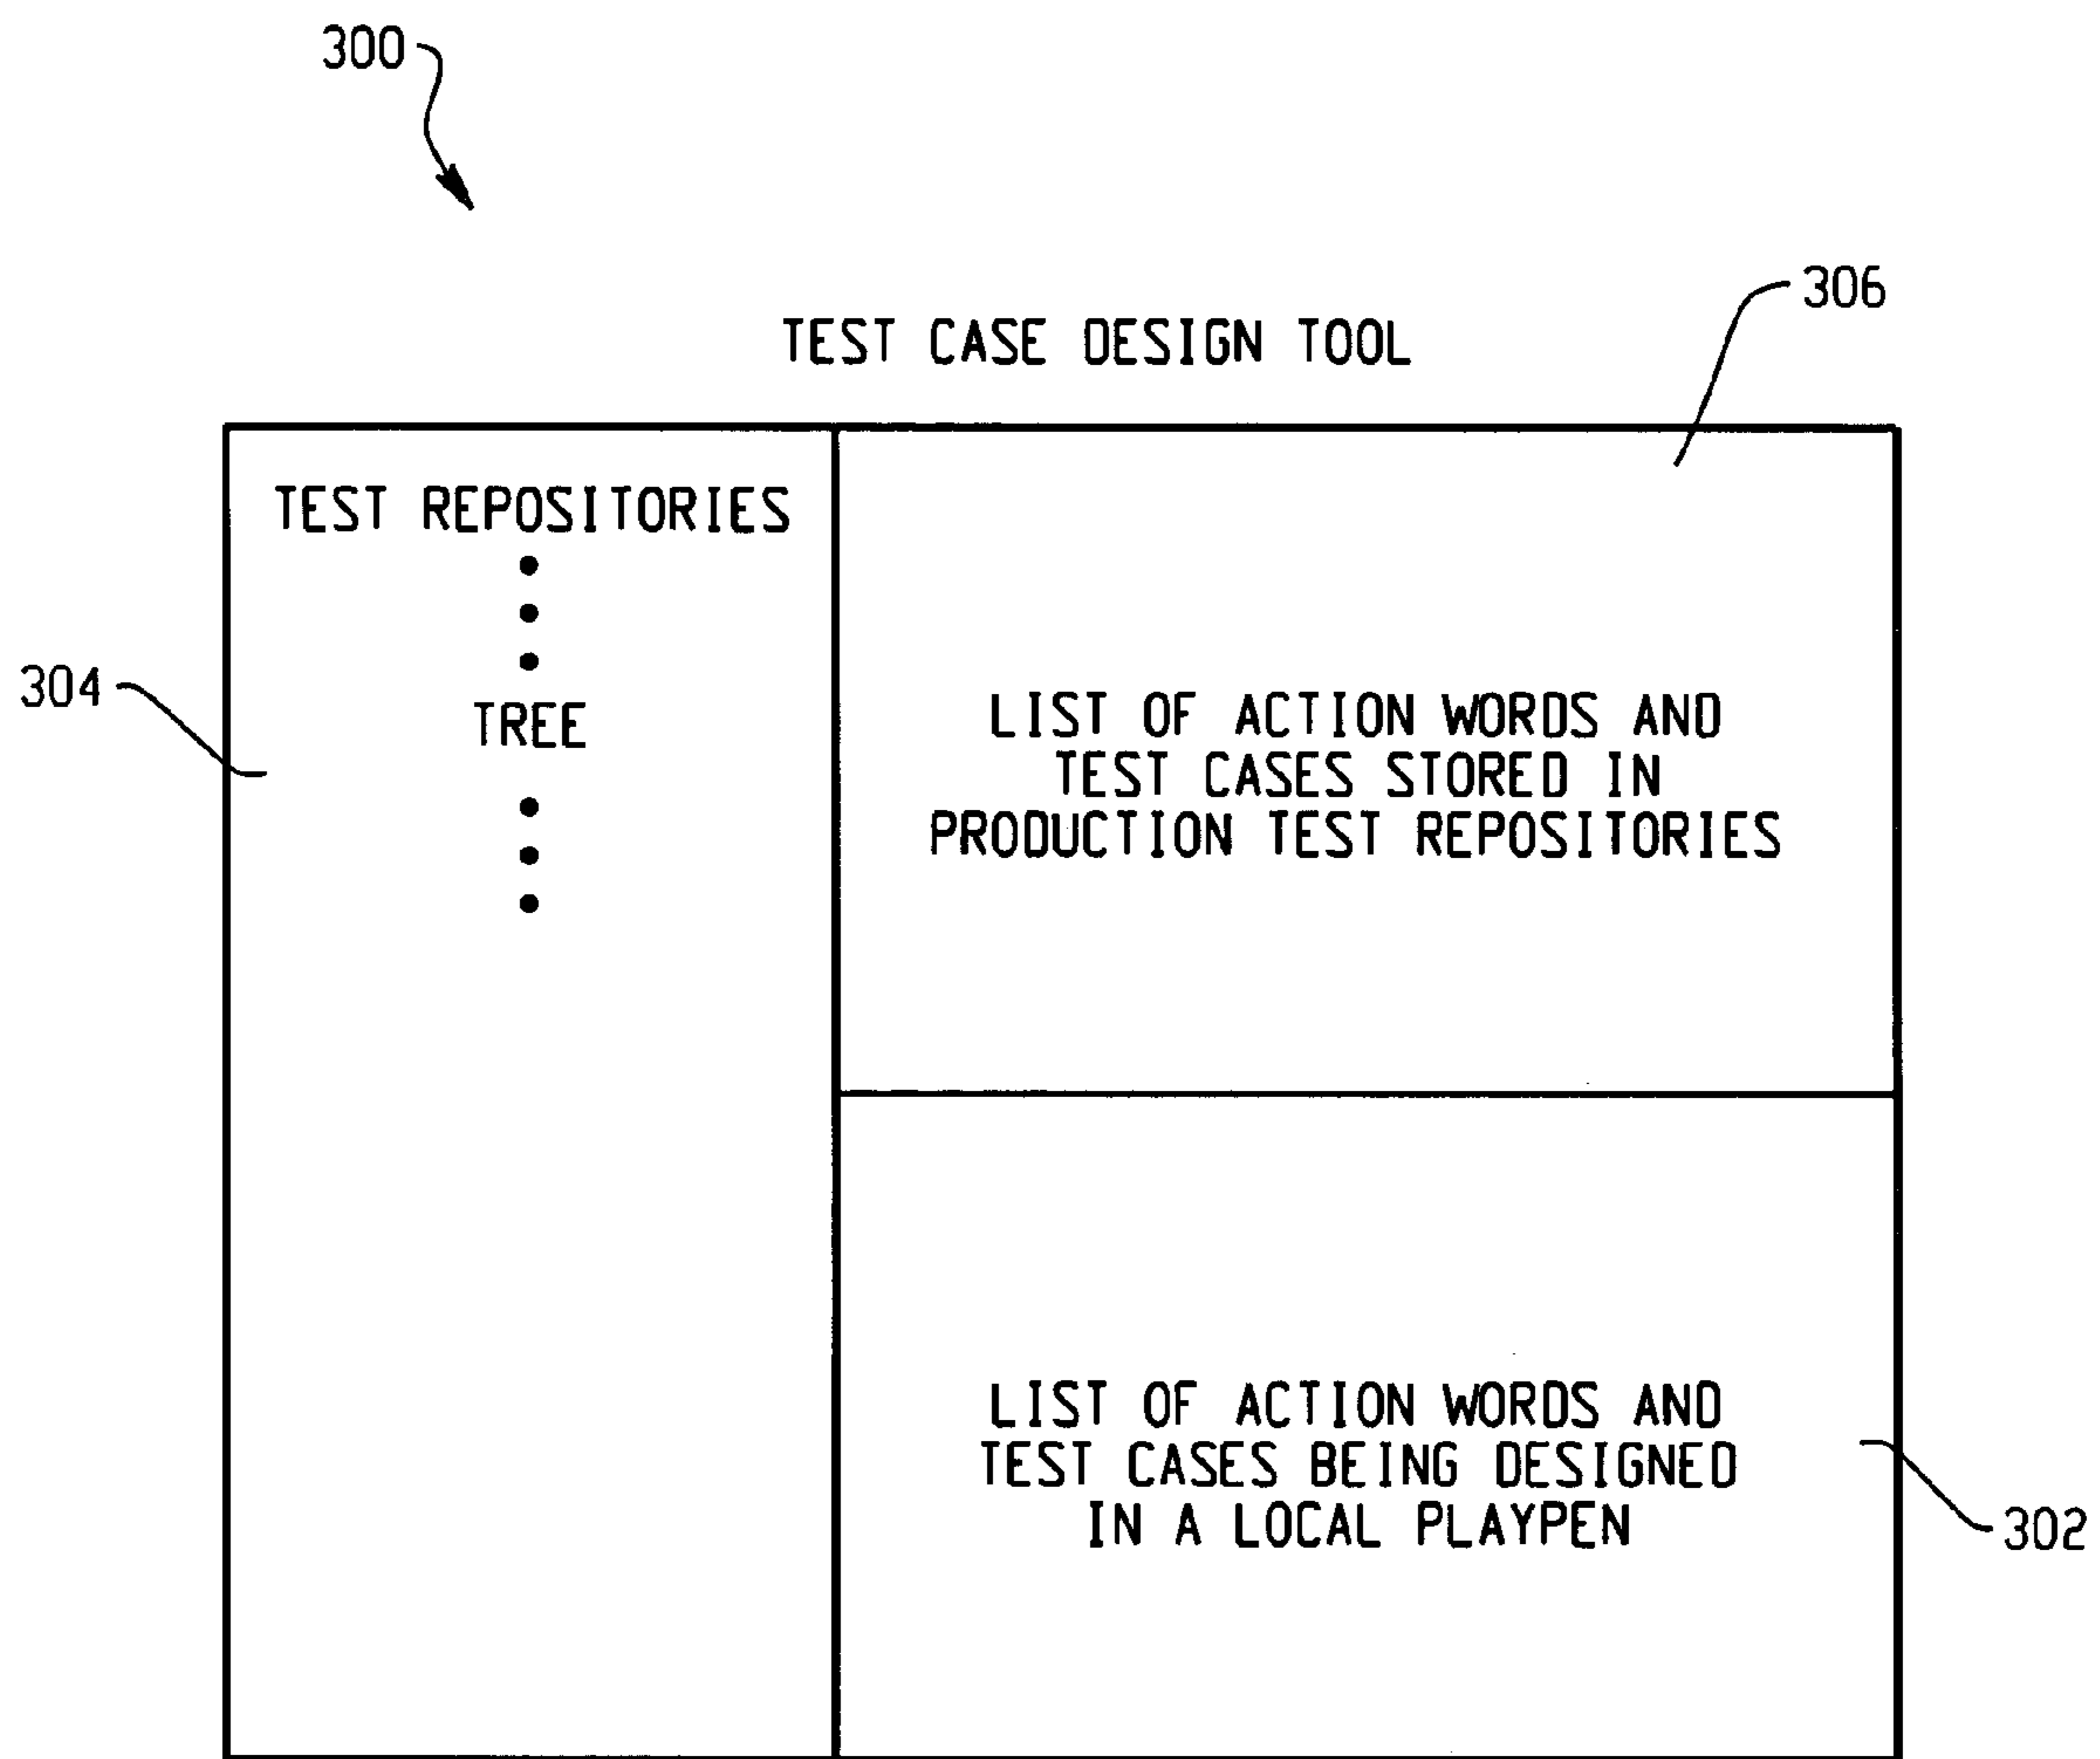 300
306
TEST CASE DESIGN TOOL
TEST REPOSITORIES
304
TREE
LIST OF ACTION WORDS AND
TEST CASES STORED IN
PRODUCTION TEST REPOSITORIES
LIST OF ACTION WORDS AND
TEST CASES BEING DESIGNED
IN A LOCAL PLAYPEN
302